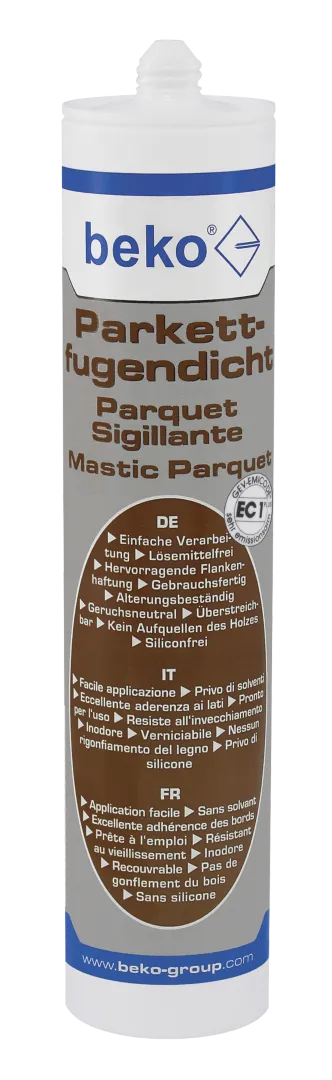 beko®
Parkett-
fugendicht
Parquet
Sigillante
Mastic Parquet
GEV-EMICODE
EC1 PLUS
sehr emissionsarm
DE
▶ Einfache Verarbei-
tung ▶ Lösemittelfrei
▶ Hervorragende Flanken-
haftung ▶ Gebrauchsfertig
▶ Alterungsbeständig
▶ Geruchsneutral ▶ Überstreich-
bar ▶ Kein Aufquellen des Holzes
▶ Siliconfrei
IT
▶ Facile applicazione ▶ Privo di solventi
▶ Eccellente aderenza ai lati ▶ Pronto
per l'uso ▶ Resiste all'invecchiamento
▶ Inodore ▶ Verniciabile ▶ Nessun
rigonfiamento del legno ▶ Privo di
silicone
FR
▶ Application facile ▶ Sans solvant
▶ Excellente adhérence des bords
▶ Prête à l'emploi ▶ Résistant
au vieillissement ▶ Inodore
▶ Recouvrable ▶ Pas de
gonflement du bois
▶ Sans silicone
www.beko-group.com